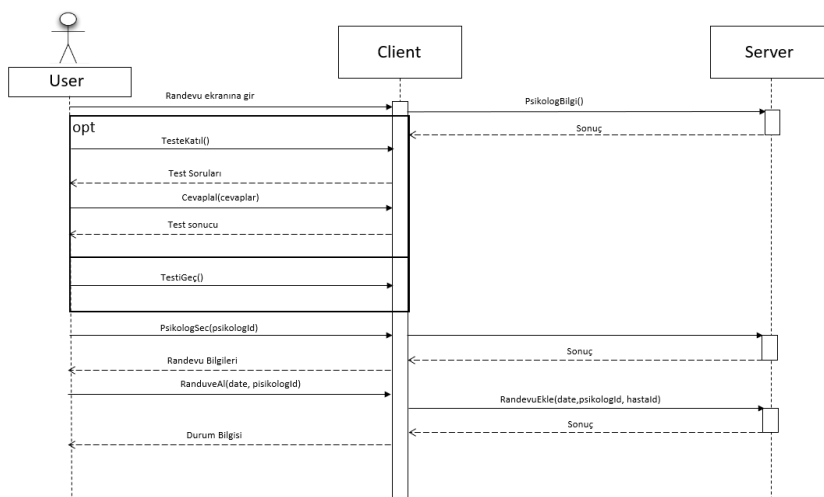 User
Client
Server
Randevu ekranına gir
PsikologBilgi()
Sonuç
opt
TesteKatıl()
Test Soruları
Cevaplal(cevaplar)
Test sonucu
TestiGeç()
PsikologSec(psikologId)
Sonuç
Randevu Bilgileri
RanduveAl(date, pisikologId)
RandevuEkle(date,psikologId, hastaId)
Sonuç
Durum Bilgisi